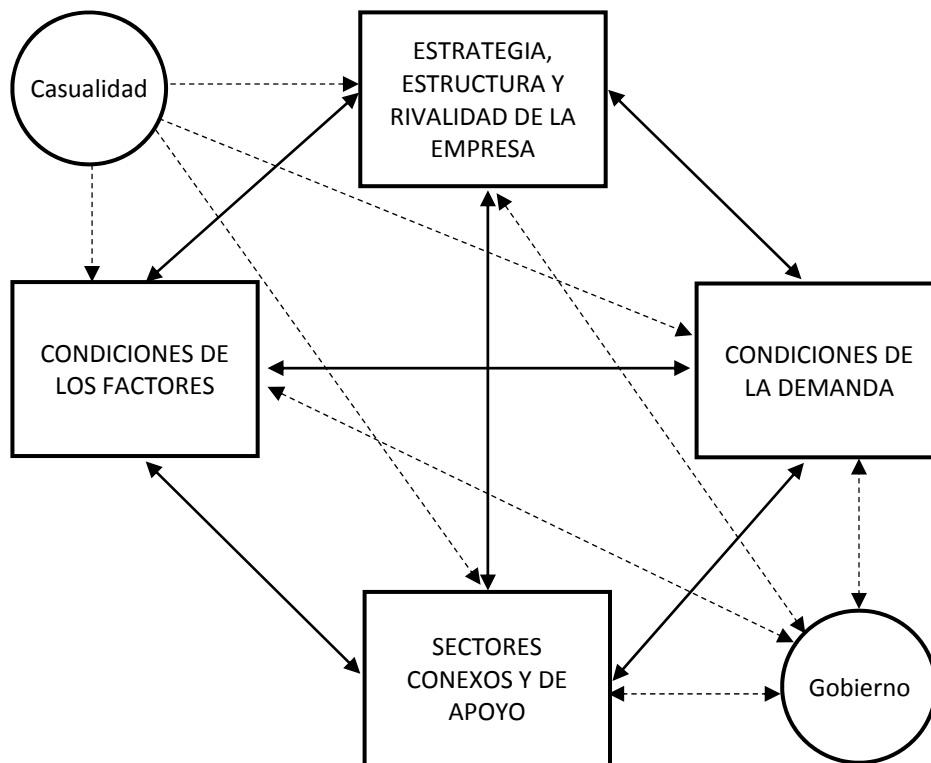 Casualidad
ESTRATEGIA,
ESTRUCTURA Y
RIVALIDAD DE LA
EMPRESA
CONDICIONES DE
LOS FACTORES
CONDICIONES DE
LA DEMANDA
SECTORES
CONEXOS Y DE
APOYO
Gobierno